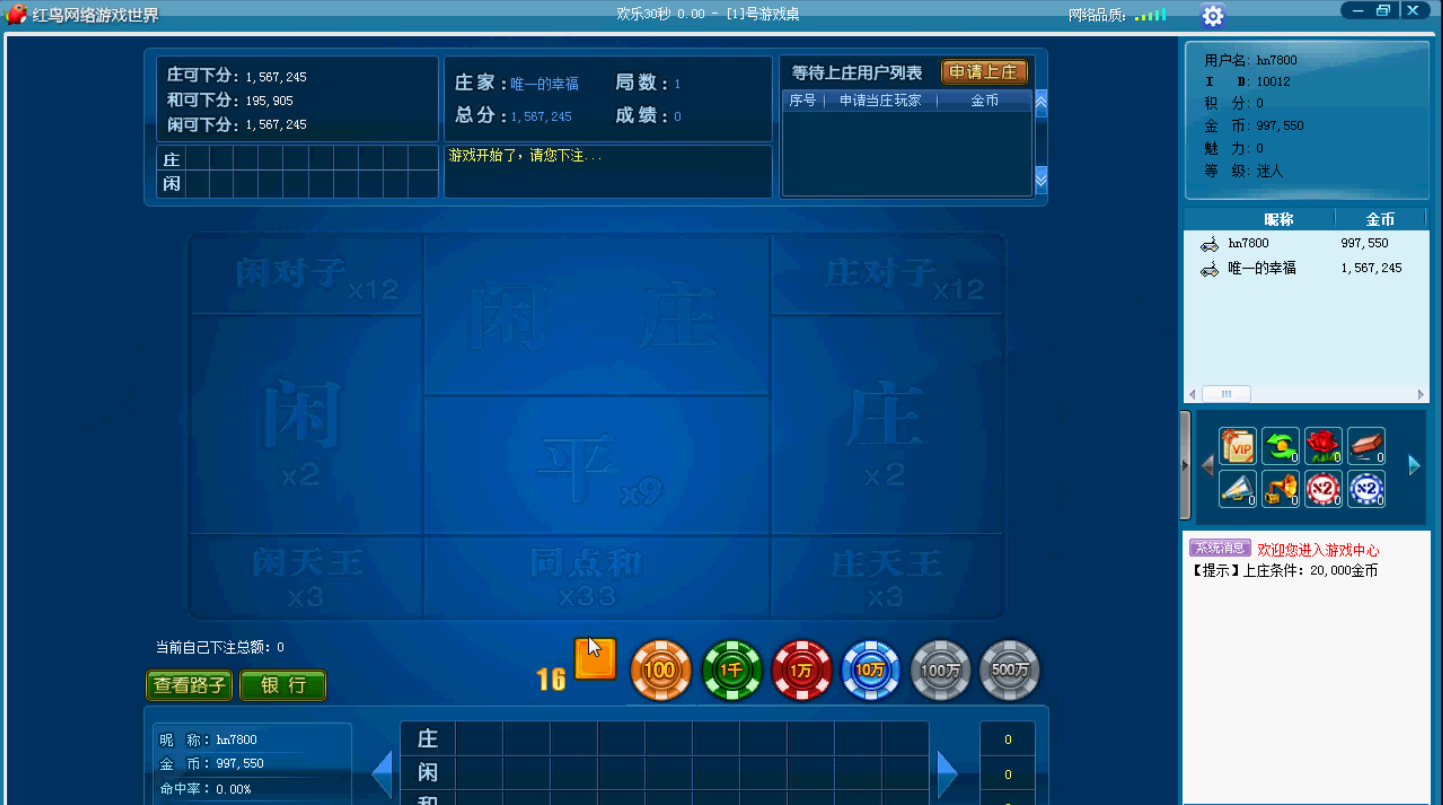 红鸟网络游戏世界
欢乐30秒 0.00 - [1]号游戏桌
网络品质:
庄可下分: 1,567,245
和可下分: 195,905
闲可下分: 1,567,245
庄
闲
庄 家 : 唯一的幸福 局 数 : 1
总 分 : 1,567,245 成 绩 : 0
游戏开始了，请您下注...
等待上庄用户列表 申请上庄
序号 申请当庄玩家 金币
用户名: hn7800
I D: 10012
积 分: 0
金 币: 997,550
魅 力: 0
等 级: 迷人
昵称 金币
hn7800 997,550
唯一的幸福 1,567,245
闲对子 x12
闲 庄
庄对子 x12
闲 x2
平 x9
庄 x2
闲天王 x3
同点和 x33
庄天王 x3
VIP 0 0 0
0 0 x2 0 x2 0
系统消息 欢迎您进入游戏中心
【提示】上庄条件: 20,000金币
当前自己下注总额: 0
查看路子 银 行
16 100 1千 1万 10万 100万 500万
昵 称: hn7800
金 币: 997,550
命中率: 0.00%
庄 0
闲 0
和